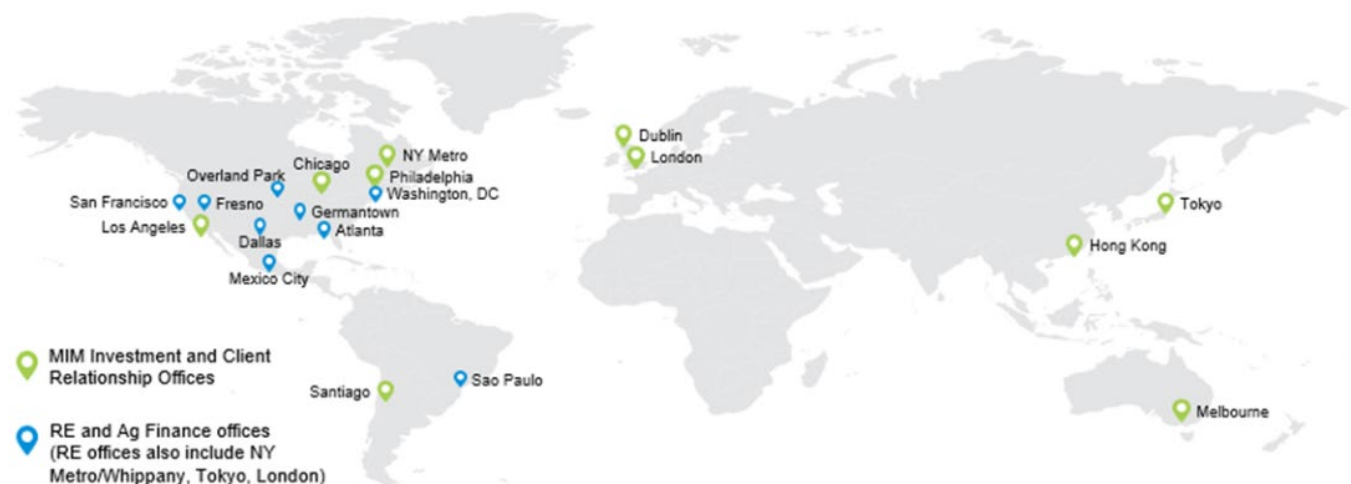 Dublin
NY Metro
London
Chicago
Overland Park
Philadelphia
Washington, DC
San Francisco
Fresno
Tokyo
Germantown
Los Angeles
Atlanta
Dallas
Hong Kong
Mexico City
MIM Investment and Client
Relationship Offices
Sao Paulo
Santiago
Melbourne
RE and Ag Finance offices
(RE offices also include NY
Metro/Whippany, Tokyo, London)